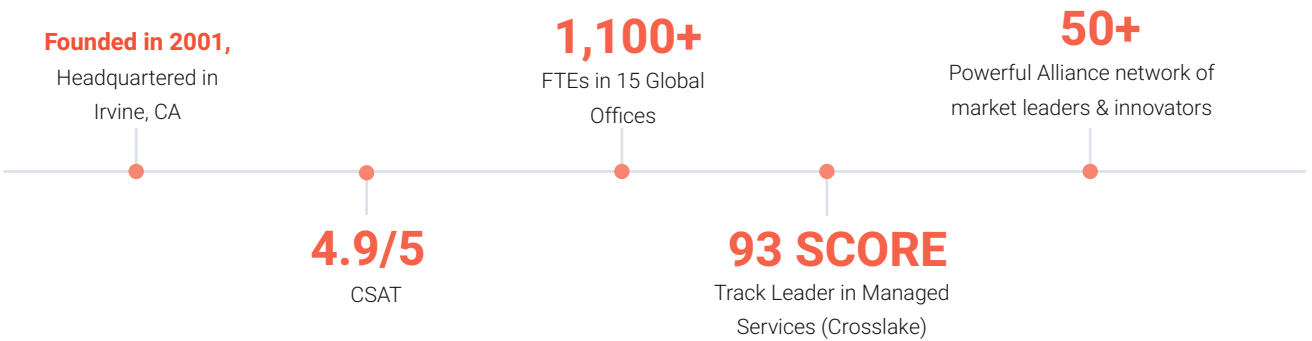 Founded in 2001,
Headquartered in
Irvine, CA
4.9/5
CSAT
1,100+
FTEs in 15 Global
Offices
93 SCORE
Track Leader in Managed
Services (Crosslake)
50+
Powerful Alliance network of
market leaders & innovators